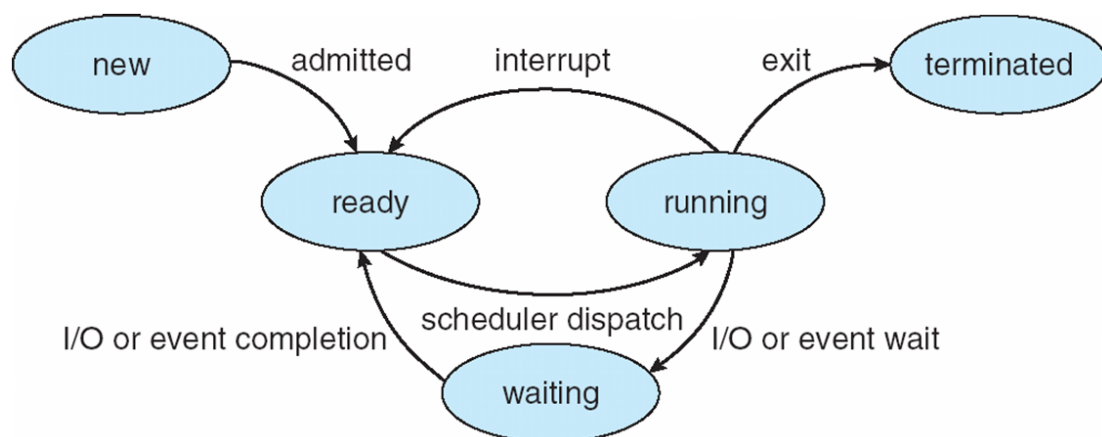 new
admitted
interrupt
exit
terminated
ready
running
scheduler dispatch
I/O or event completion
I/O or event wait
waiting